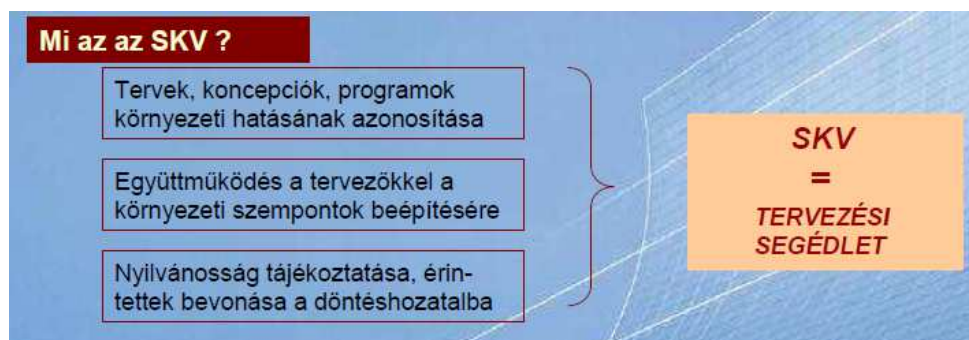 Mi az az SKV ?
Tervek, koncepciók, programok
környezeti hatásának azonosítása
Együttműködés a tervezőkkel a
környezeti szempontok beépítésére
Nyilvánosság tájékoztatása, érin-
tettek bevonása a döntéshozatalba
SKV
=
TERVEZÉSI
SEGÉDLET